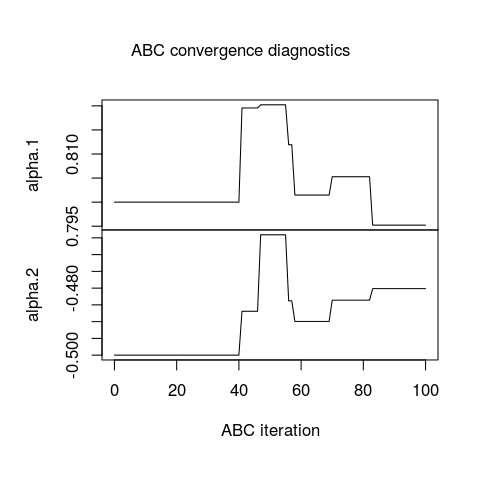 ABC convergence diagnostics
alpha.1
0.810
0.795
alpha.2
-0.480
-0.500
0 20 40 60 80 100
ABC iteration